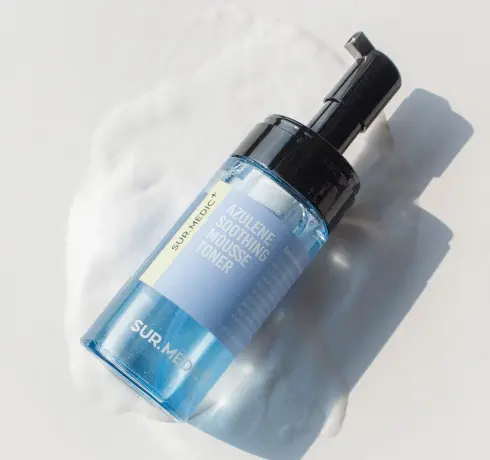 SUR.MEDIC+
AZULENE
SOOTHING
MOUSSE
TONER
SUR.MEDIC+